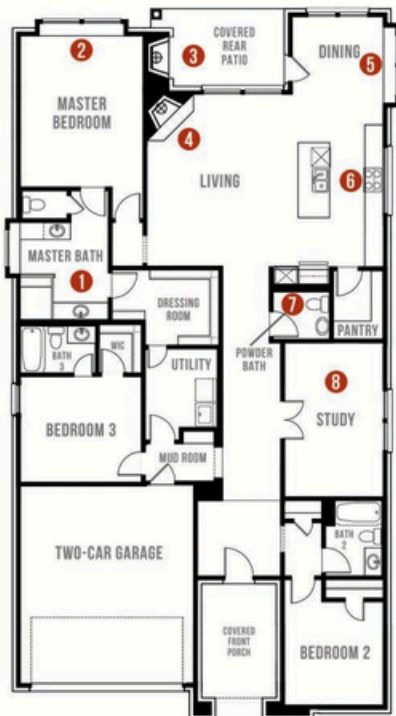 2
3
COVERED
REAR
PATIO
DINING
5
MASTER
BEDROOM
4
LIVING
6
MASTER BATH
1
DRESSING
ROOM
7
PANTRY
BATH
3
WIC
UTILITY
POWDER
BATH
8
STUDY
BEDROOM 3
MUD ROOM
TWO-CAR GARAGE
BATH
2
COVERED
FRONT
PORCH
BEDROOM 2